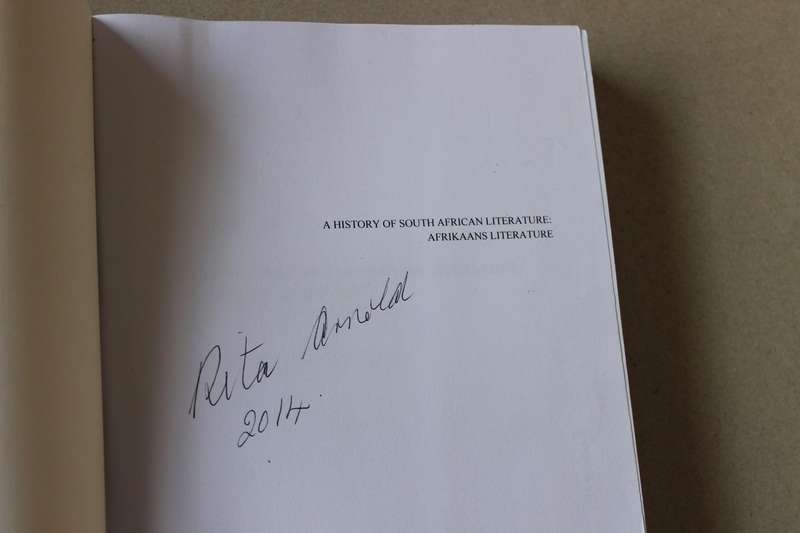 A HISTORY OF SOUTH AFRICAN LITERATURE:
AFRIKAANS LITERATURE
Rita Arnold
2014.